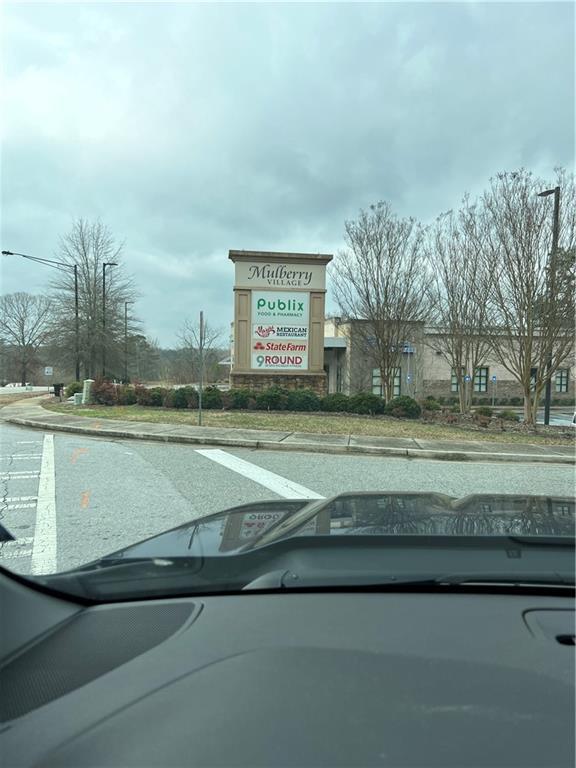 Mulberry
VILLAGE
Publix
FOOD & PHARMACY
MEXICAN
RESTAURANT
StateFarm
9ROUND